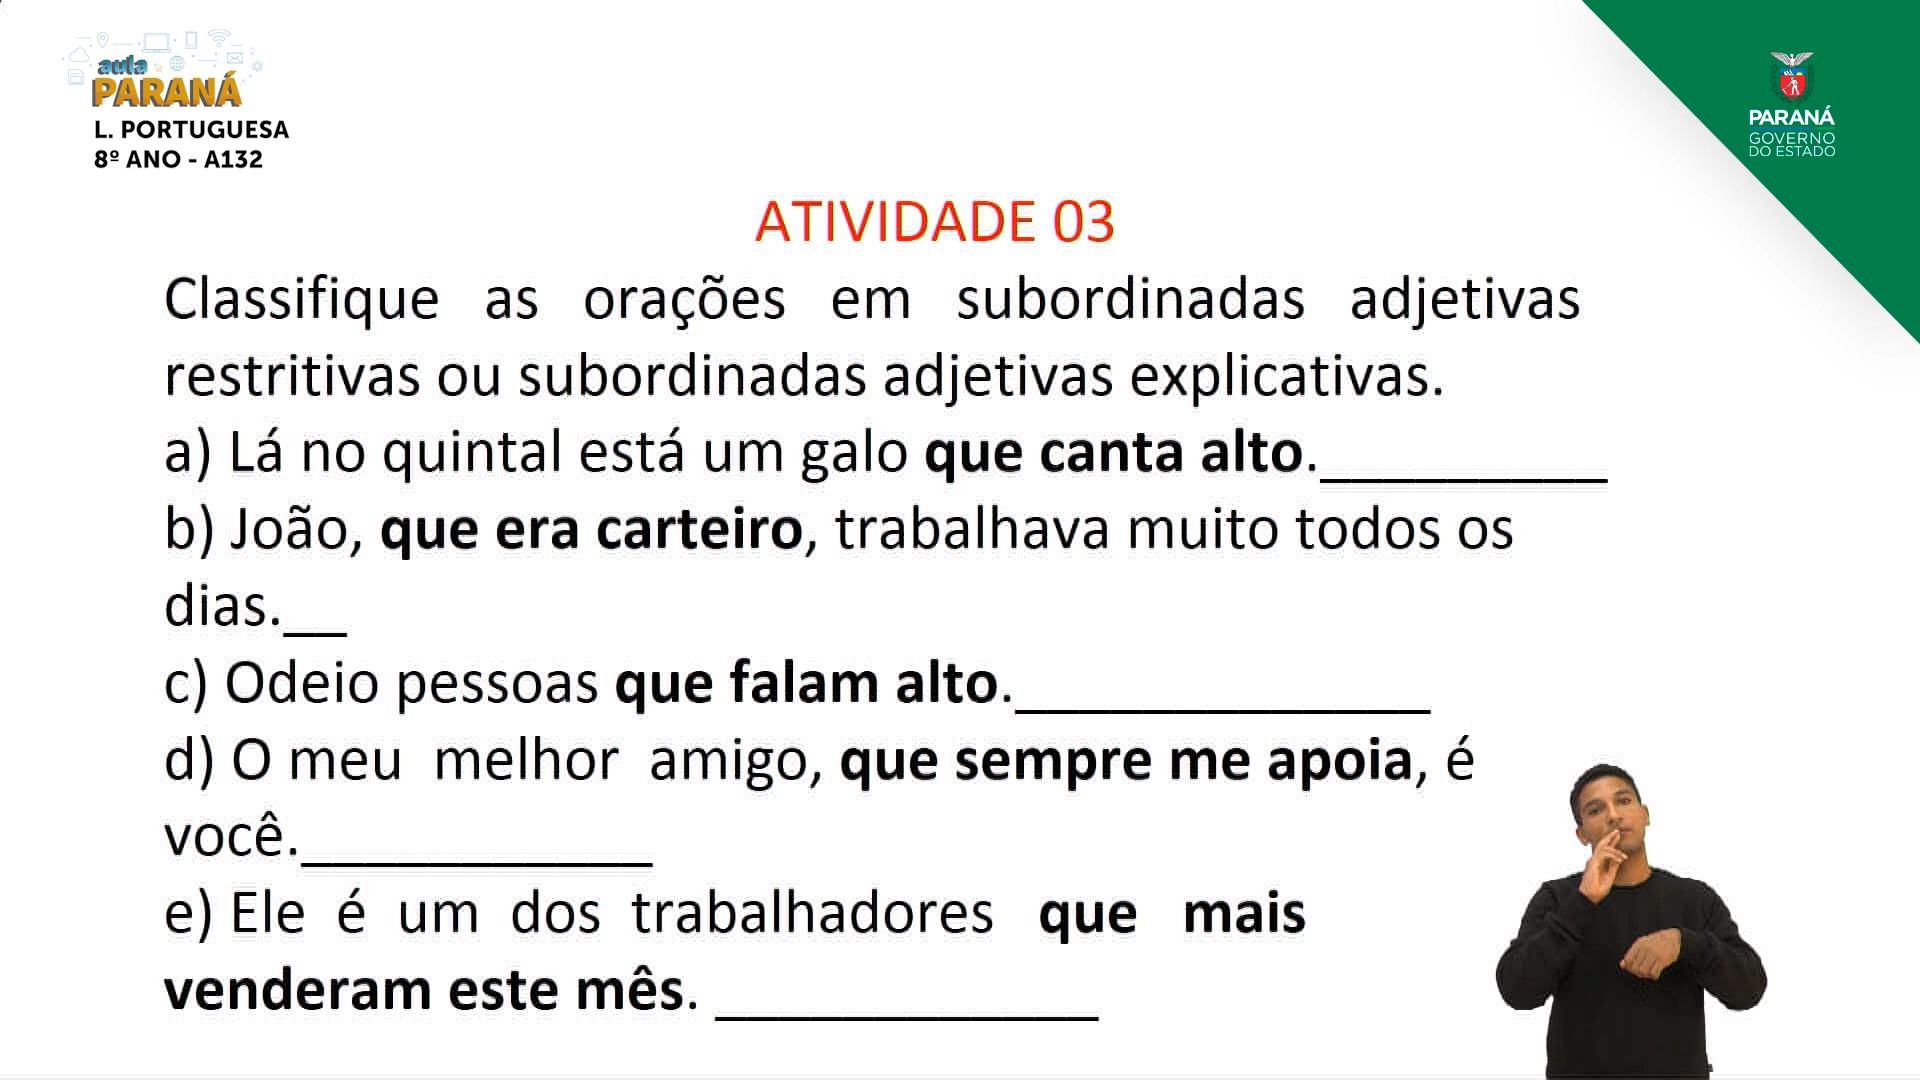 aula
PARANÁ
L. PORTUGUESA
8º ANO - A132
PARANÁ
GOVERNO
DO ESTADO
ATIVIDADE 03
Classifique as orações em subordinadas adjetivas
restritivas ou subordinadas adjetivas explicativas.
a) Lá no quintal está um galo que canta alto._________
b) João, que era carteiro, trabalhava muito todos os
dias.__
c) Odeio pessoas que falam alto._____________
d) O meu melhor amigo, que sempre me apoia, é
você.___________
e) Ele é um dos trabalhadores que mais
venderam este mês. ____________